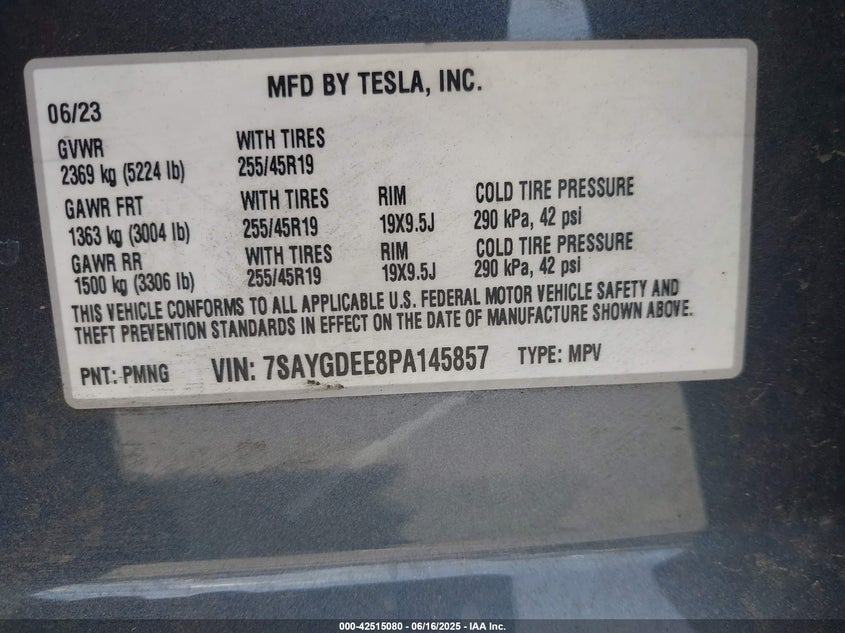 MFD BY TESLA, INC.
06/23
GVWR WITH TIRES
2369 kg (5224 lb) 255/45R19
GAWR FRT WITH TIRES RIM COLD TIRE PRESSURE
1363 kg (3004 lb) 255/45R19 19X9.5J 290 kPa, 42 psi
GAWR RR WITH TIRES RIM COLD TIRE PRESSURE
1500 kg (3306 lb) 255/45R19 19X9.5J 290 kPa, 42 psi
THIS VEHICLE CONFORMS TO ALL APPLICABLE U.S. FEDERAL MOTOR VEHICLE SAFETY AND
THEFT PREVENTION STANDARDS IN EFFECT ON THE DATE OF MANUFACTURE SHOWN ABOVE.
PNT: PMNG VIN: 7SAYGDEE8PA145857 TYPE: MPV
000-42515080 - 06/16/2025 - IAA Inc.